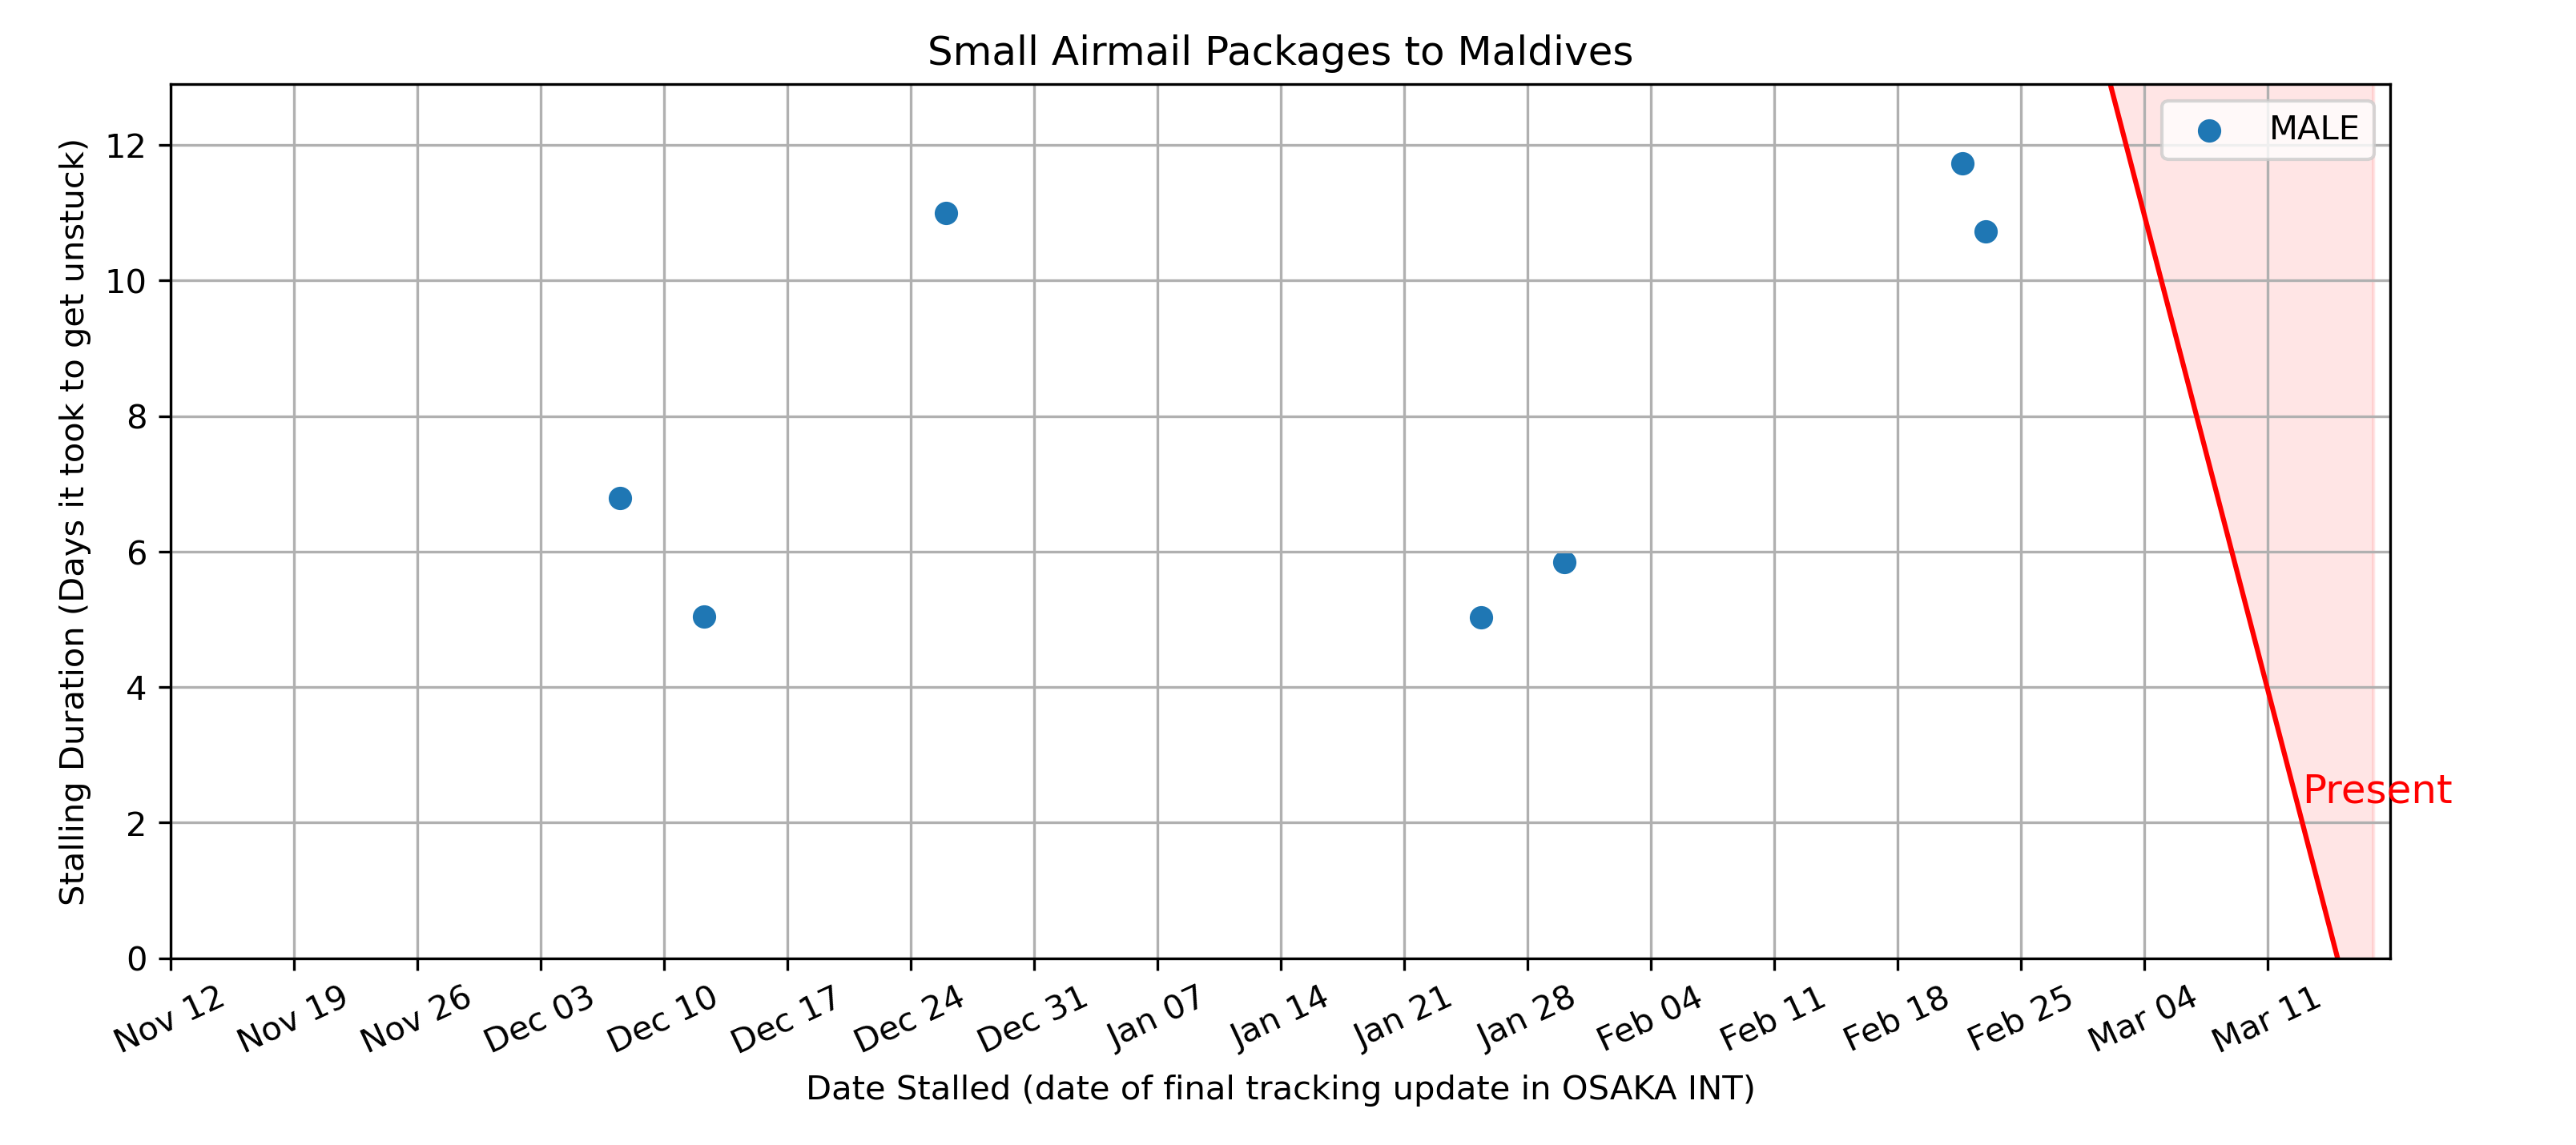 Small Airmail Packages to Maldives
MALE
Stalling Duration (Days it took to get unstuck)
12
10
8
6
4
2
0
Present
Nov 12 Nov 19 Nov 26 Dec 03 Dec 10 Dec 17 Dec 24 Dec 31 Jan 07 Jan 14 Jan 21 Jan 28 Feb 04 Feb 11 Feb 18 Feb 25 Mar 04 Mar 11
Date Stalled (date of final tracking update in OSAKA INT)